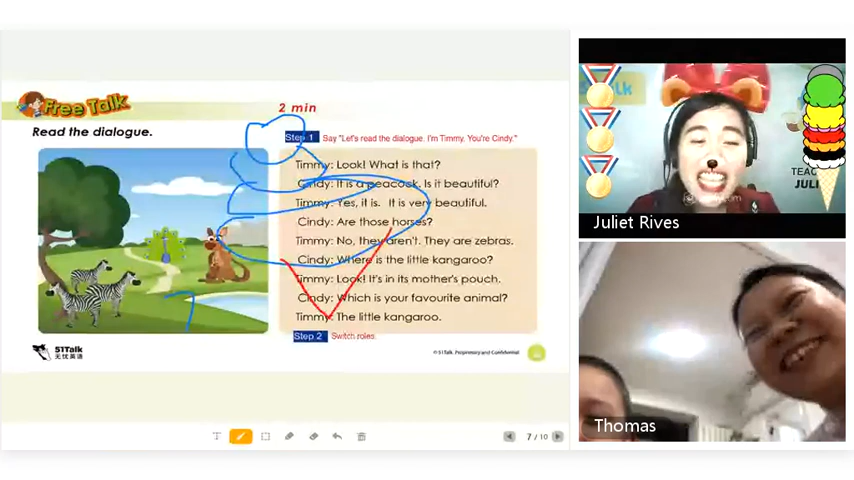 Free Talk
2 min
Read the dialogue.
Step 1 Say "Let's read the dialogue. I'm Timmy. You're Cindy."
Timmy: Look! What is that?
Cindy: It is a peacock. Is it beautiful?
Timmy: Yes, it is. It is very beautiful.
Cindy: Are those horses?
Timmy: No, they aren't. They are zebras.
Cindy: Where is the little kangaroo?
Timmy: Look! It's in its mother's pouch.
Cindy: Which is your favourite animal?
Timmy: The little kangaroo.
Step 2 Switch roles.
51Talk
无忧英语
©51Talk. Proprietary and Confidential
T
7 / 10
lk
TEAC
JULI
Juliet Rives
Thomas